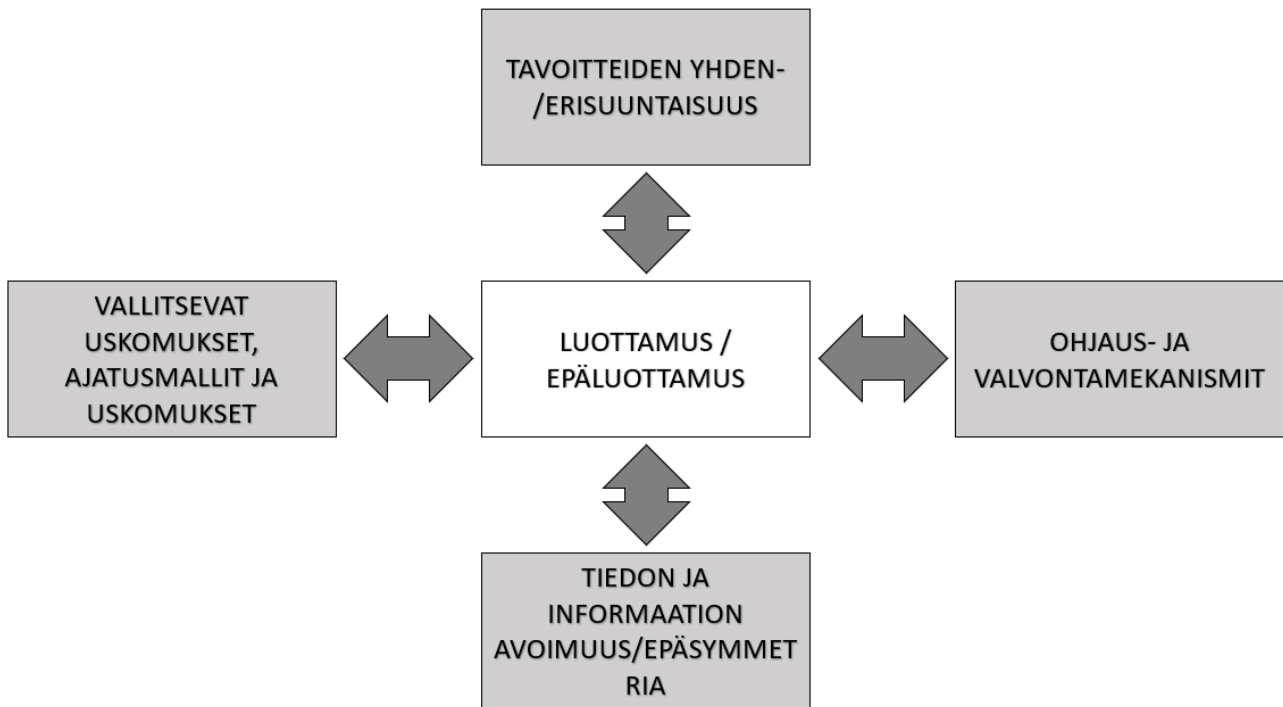 TAVOITTEIDEN YHDEN-
/ERISUUNTAISUUS
VALLITSEVAT
USKOMUKSET,
AJATUSMALLIT JA
USKOMUKSET
LUOTTAMUS /
EPÄLUOTTAMUS
OHJAUS- JA
VALVONTAMEKANISMIT
TIEDON JA
INFORMAATION
AVOIMUUS/EPÄSYMMET
RIA